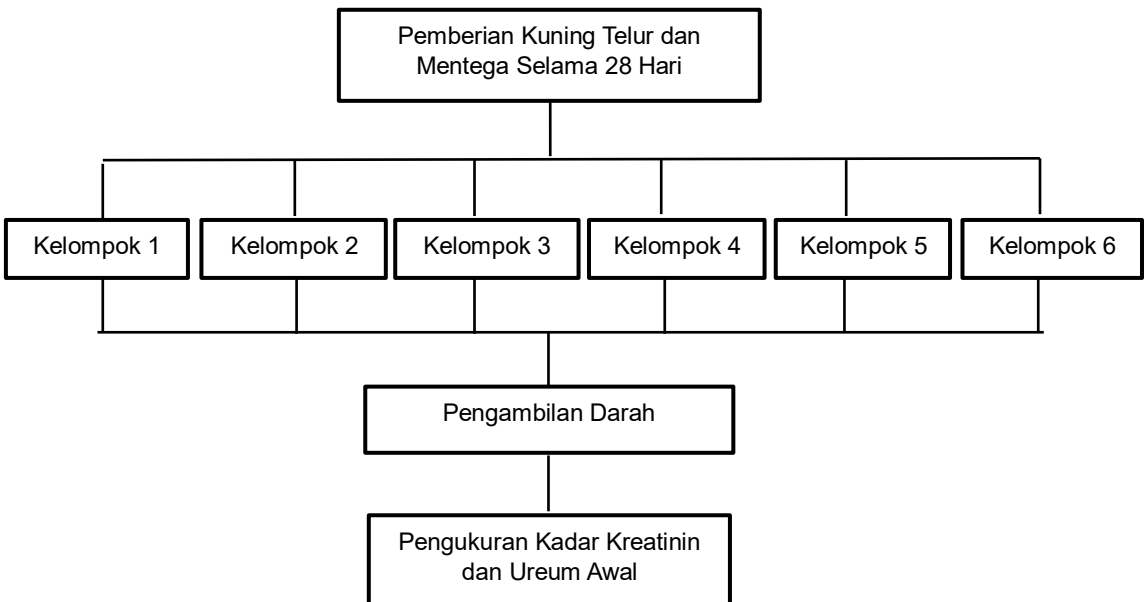 Pemberian Kuning Telur dan
Mentega Selama 28 Hari
Kelompok 1
Kelompok 2
Kelompok 3
Kelompok 4
Kelompok 5
Kelompok 6
Pengambilan Darah
Pengukuran Kadar Kreatinin
dan Ureum Awal